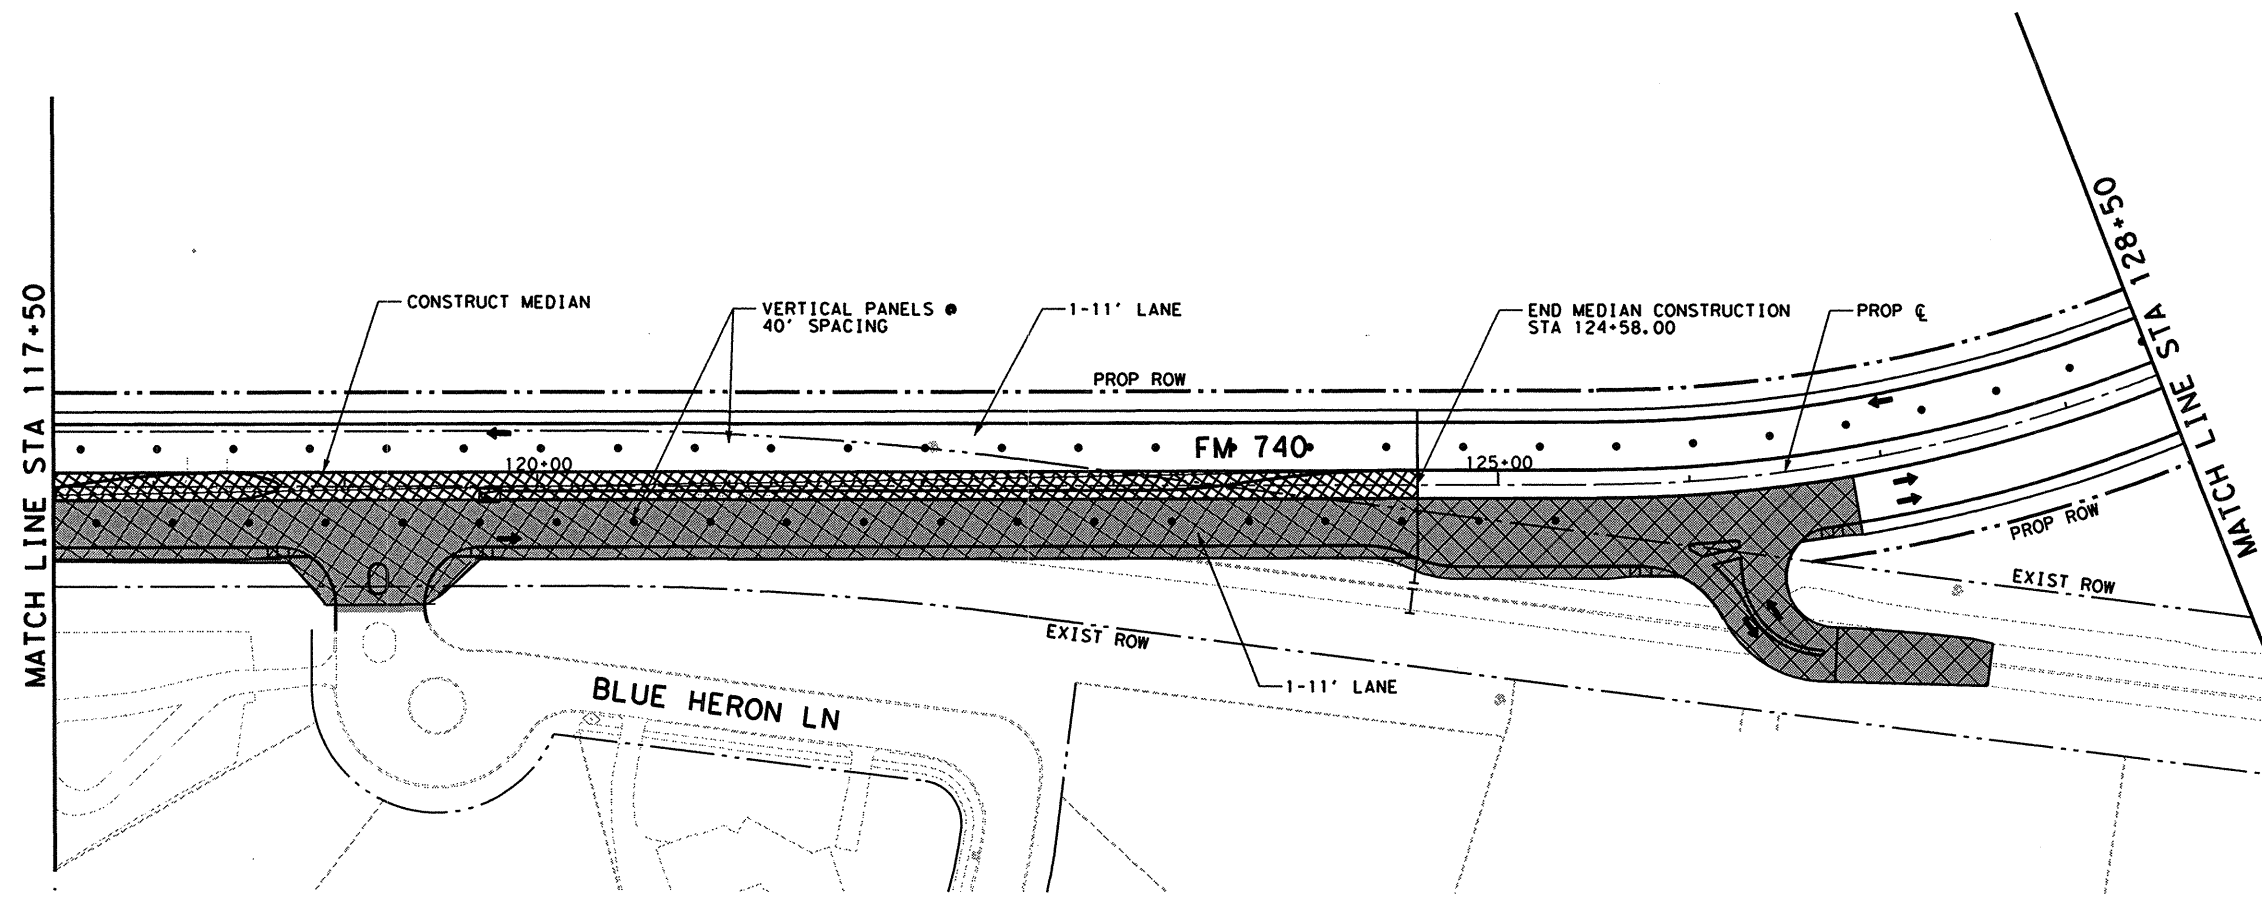 MATCH LINE STA 117+50
CONSTRUCT MEDIAN
VERTICAL PANELS @
40' SPACING
1-11' LANE
END MEDIAN CONSTRUCTION
STA 124+58.00
PROP ℄
MATCH LINE STA 128+50
PROP ROW
FM 740
120+00
125+00
PROP ROW
EXIST ROW
EXIST ROW
1-11' LANE
BLUE HERON LN